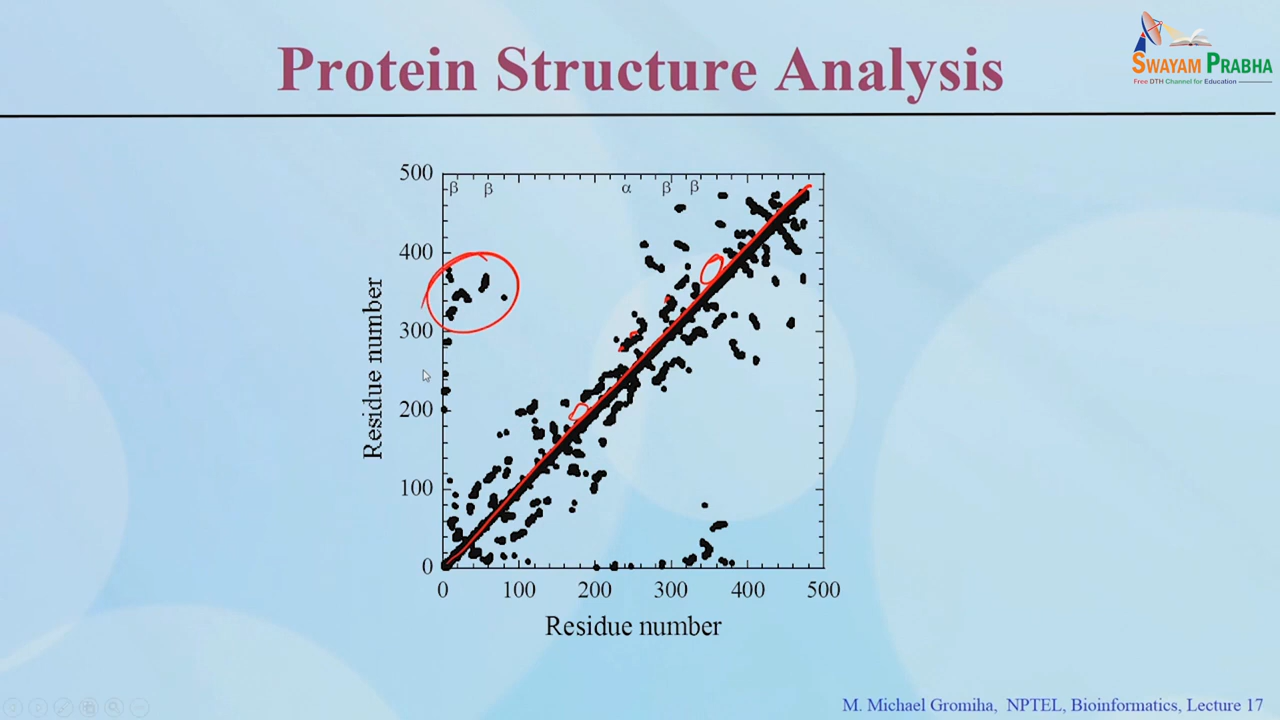 Protein Structure Analysis
SWAYAM PRABHA
Free DTH Channel for Education
500
β β α β β
400
300
200
100
0
Residue number
0 100 200 300 400 500
Residue number
M. Michael Gromiha, NPTEL, Bioinformatics, Lecture 17